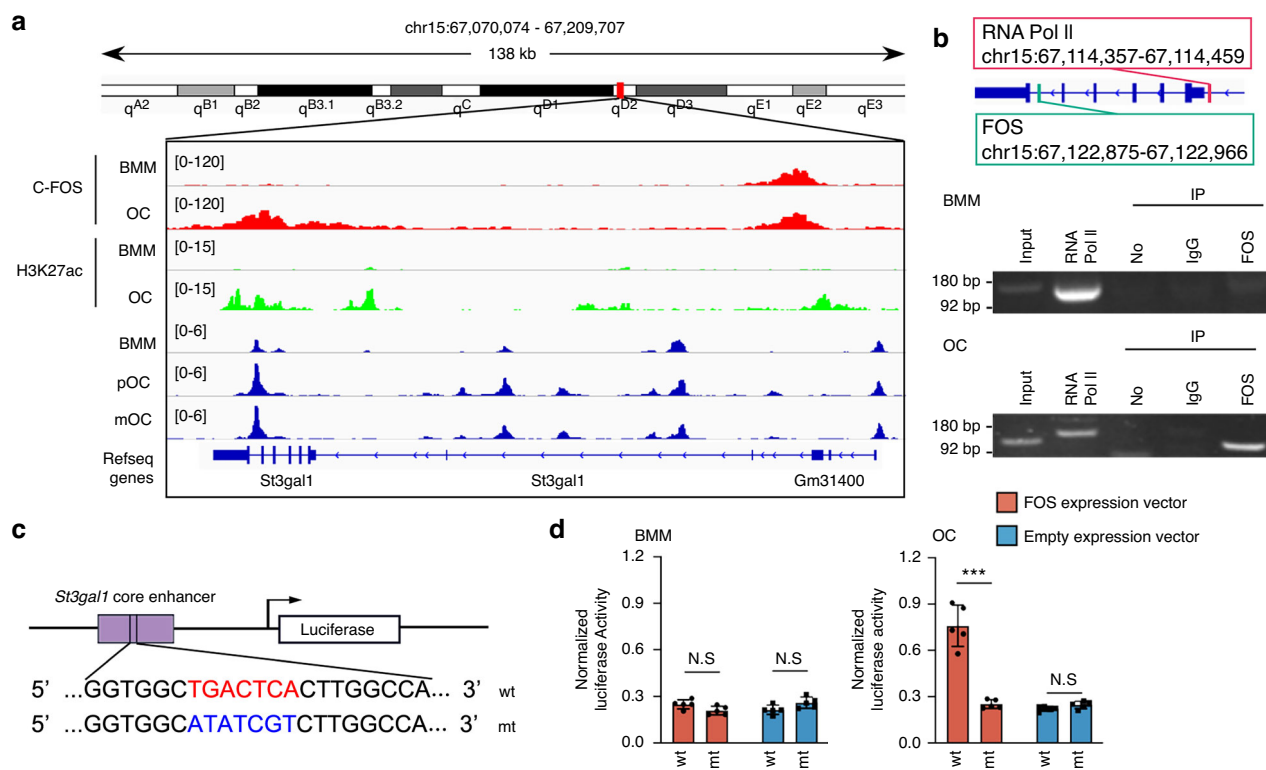 a
chr15:67,070,074 - 67,209,707
138 kb
qA2 qB1 qB2 qB3.1 qB3.2 qC qD1 qD2 qD3 qE1 qE2 qE3
C-FOS
BMM [0-120]
OC [0-120]
H3K27ac
BMM [0-15]
OC [0-15]
BMM [0-6]
pOC [0-6]
mOC [0-6]
Refseq
genes
St3gal1 St3gal1 Gm31400
b
RNA Pol II
chr15:67,114,357-67,114,459
FOS
chr15:67,122,875-67,122,966
BMM
IP
Input RNA Pol II No IgG FOS
180 bp
92 bp
OC
IP
Input RNA Pol II No IgG FOS
180 bp
92 bp
c
St3gal1 core enhancer
Luciferase
5’ ...GGTGGCTGACTCACTTGGCCA... 3’ wt
5’ ...GGTGGCATATCGTCTTGGCCA... 3’ mt
d
FOS expression vector
Empty expression vector
BMM
Normalized
luciferase Activity
1.2
0.9
0.6
0.3
0.0
N.S N.S
wt mt wt mt
OC
Normalized
luciferase activity
1.2
0.9
0.6
0.3
0.0
*** N.S
wt mt wt mt